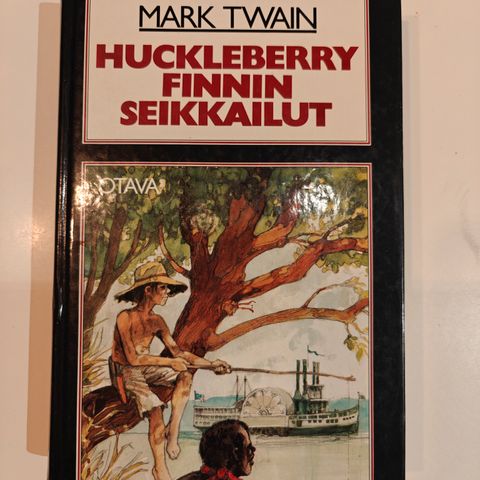 MARK TWAIN
HUCKLEBERRY
FINNIN
SEIKKAILUT
OTAVA